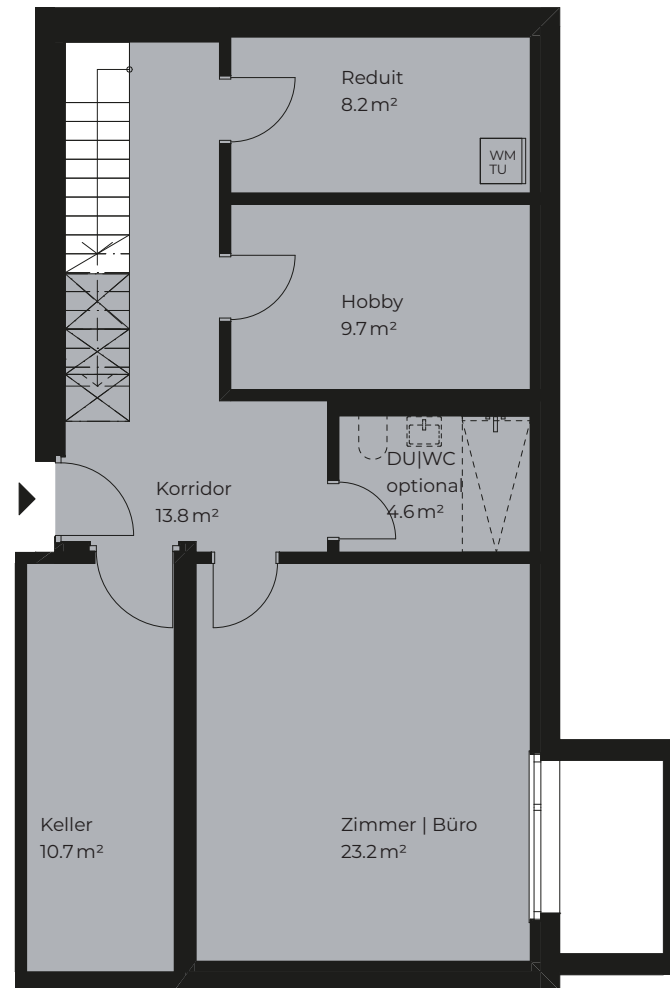 Reduit
8.2 m²
WM
TU
Hobby
9.7 m²
DU|WC
optional
4.6 m²
Korridor
13.8 m²
Keller
10.7 m²
Zimmer | Büro
23.2 m²